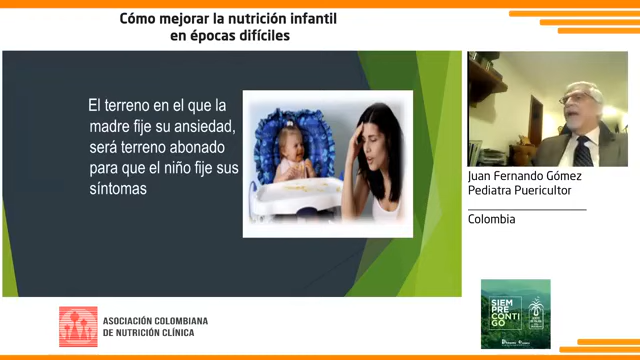 Cómo mejorar la nutrición infantil
en épocas difíciles
El terreno en el que la
madre fije su ansiedad,
será terreno abonado
para que el niño fije sus
síntomas
Juan Fernando Gómez
Pediatra Puericultor
Colombia
SIEM
PRE
CONTI
GO
ASOCIACIÓN COLOMBIANA
DE NUTRICIÓN CLÍNICA